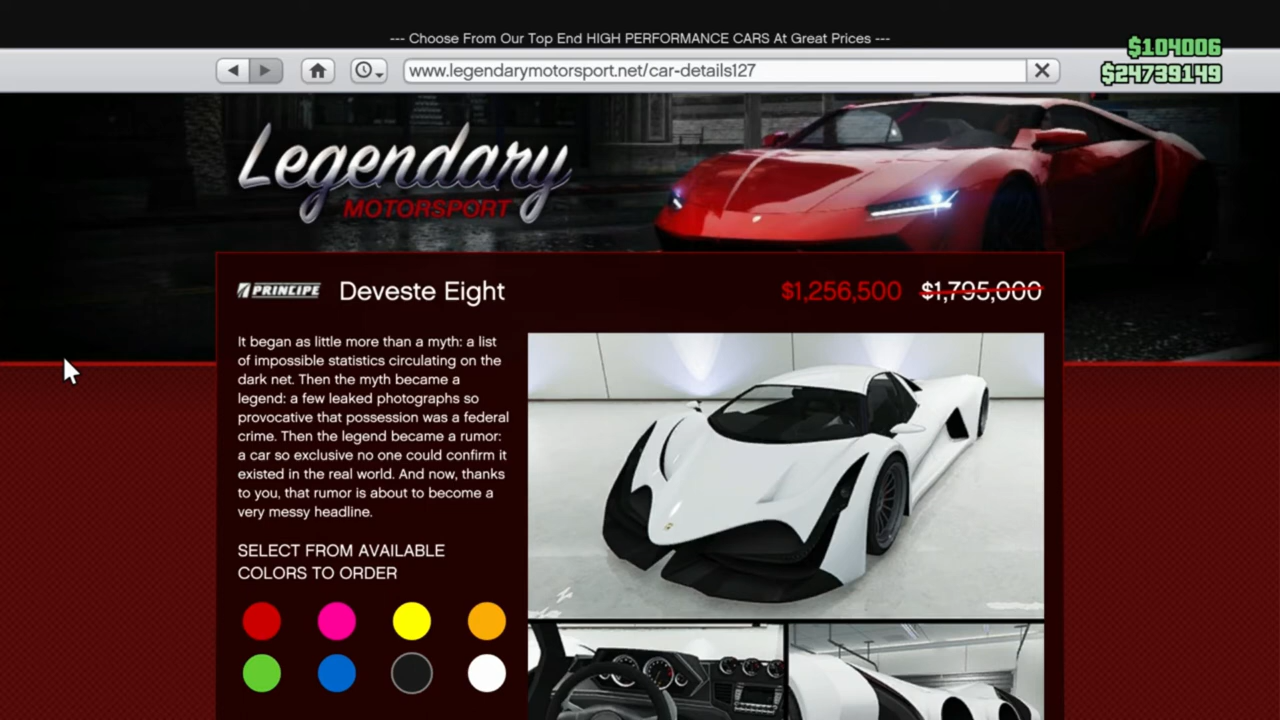 --- Choose From Our Top End HIGH PERFORMANCE CARS At Great Prices ---
$104006
www.legendarymotorsport.net/car-details127
$24739149
Legendary
MOTORSPORT
PRINCIPE Deveste Eight $1,256,500 $1,795,000
It began as little more than a myth: a list
of impossible statistics circulating on the
dark net. Then the myth became a
legend: a few leaked photographs so
provocative that possession was a federal
crime. Then the legend became a rumor:
a car so exclusive no one could confirm it
existed in the real world. And now, thanks
to you, that rumor is about to become a
very messy headline.
SELECT FROM AVAILABLE
COLORS TO ORDER